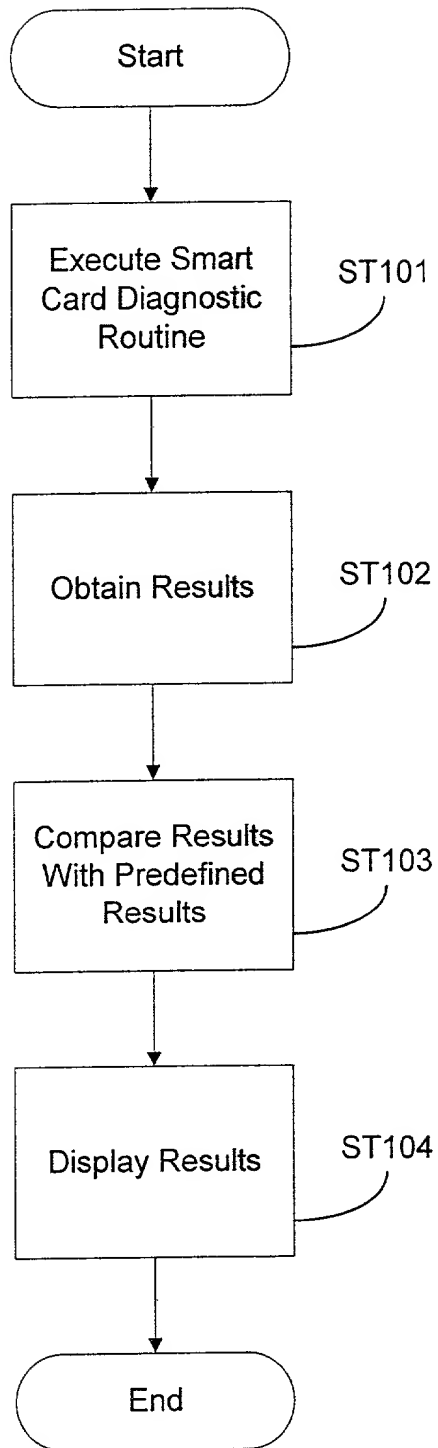 Start
Execute Smart
Card Diagnostic
Routine
ST101
Obtain Results
ST102
Compare Results
With Predefined
Results
ST103
Display Results
ST104
End